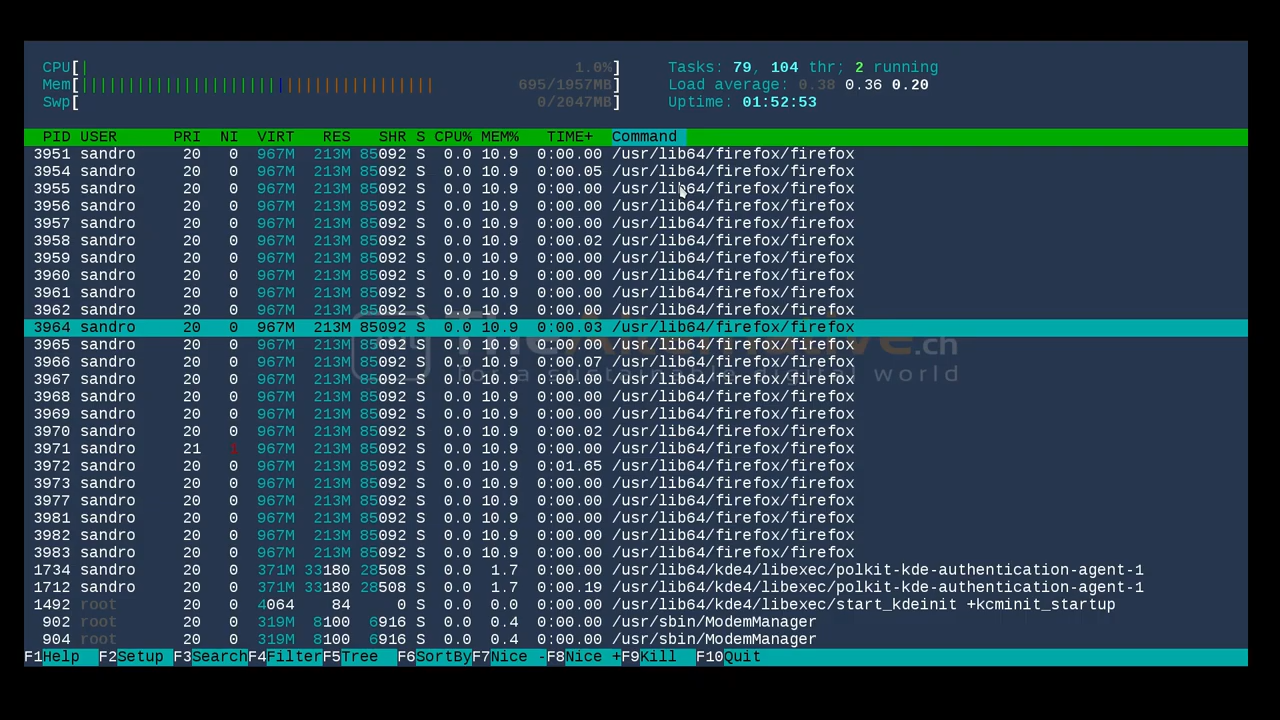 CPU[| 1.0%] Tasks: 79, 104 thr; 2 running
Mem[|||||||||||||||||||||||||||||||||||||| 695/1957MB] Load average: 0.38 0.36 0.20
Swp[ 0/2047MB] Uptime: 01:52:53
PID USER PRI NI VIRT RES SHR S CPU% MEM% TIME+ Command
3951 sandro 20 0 967M 213M 85092 S 0.0 10.9 0:00.00 /usr/lib64/firefox/firefox
3954 sandro 20 0 967M 213M 85092 S 0.0 10.9 0:00.05 /usr/lib64/firefox/firefox
3955 sandro 20 0 967M 213M 85092 S 0.0 10.9 0:00.00 /usr/lib64/firefox/firefox
3956 sandro 20 0 967M 213M 85092 S 0.0 10.9 0:00.00 /usr/lib64/firefox/firefox
3957 sandro 20 0 967M 213M 85092 S 0.0 10.9 0:00.00 /usr/lib64/firefox/firefox
3958 sandro 20 0 967M 213M 85092 S 0.0 10.9 0:00.02 /usr/lib64/firefox/firefox
3959 sandro 20 0 967M 213M 85092 S 0.0 10.9 0:00.00 /usr/lib64/firefox/firefox
3960 sandro 20 0 967M 213M 85092 S 0.0 10.9 0:00.00 /usr/lib64/firefox/firefox
3961 sandro 20 0 967M 213M 85092 S 0.0 10.9 0:00.00 /usr/lib64/firefox/firefox
3962 sandro 20 0 967M 213M 85092 S 0.0 10.9 0:00.00 /usr/lib64/firefox/firefox
3964 sandro 20 0 967M 213M 85092 S 0.0 10.9 0:00.03 /usr/lib64/firefox/firefox
3965 sandro 20 0 967M 213M 85092 S 0.0 10.9 0:00.00 /usr/lib64/firefox/firefox
TheAlternative.ch
3966 sandro 20 0 967M 213M 85092 S 0.0 10.9 0:00.07 /usr/lib64/firefox/firefox
for a sustainable digital world
3967 sandro 20 0 967M 213M 85092 S 0.0 10.9 0:00.00 /usr/lib64/firefox/firefox
3968 sandro 20 0 967M 213M 85092 S 0.0 10.9 0:00.00 /usr/lib64/firefox/firefox
3969 sandro 20 0 967M 213M 85092 S 0.0 10.9 0:00.00 /usr/lib64/firefox/firefox
3970 sandro 20 0 967M 213M 85092 S 0.0 10.9 0:00.02 /usr/lib64/firefox/firefox
3971 sandro 21 1 967M 213M 85092 S 0.0 10.9 0:00.00 /usr/lib64/firefox/firefox
3972 sandro 20 0 967M 213M 85092 S 0.0 10.9 0:01.65 /usr/lib64/firefox/firefox
3973 sandro 20 0 967M 213M 85092 S 0.0 10.9 0:00.00 /usr/lib64/firefox/firefox
3977 sandro 20 0 967M 213M 85092 S 0.0 10.9 0:00.00 /usr/lib64/firefox/firefox
3981 sandro 20 0 967M 213M 85092 S 0.0 10.9 0:00.00 /usr/lib64/firefox/firefox
3982 sandro 20 0 967M 213M 85092 S 0.0 10.9 0:00.00 /usr/lib64/firefox/firefox
3983 sandro 20 0 967M 213M 85092 S 0.0 10.9 0:00.00 /usr/lib64/firefox/firefox
1734 sandro 20 0 371M 33180 28508 S 0.0 1.7 0:00.00 /usr/lib64/kde4/libexec/polkit-kde-authentication-agent-1
1712 sandro 20 0 371M 33180 28508 S 0.0 1.7 0:00.19 /usr/lib64/kde4/libexec/polkit-kde-authentication-agent-1
1492 root 20 0 4064 84 0 S 0.0 0.0 0:00.00 /usr/lib64/kde4/libexec/start_kdeinit +kcminit_startup
902 root 20 0 319M 8100 6916 S 0.0 0.4 0:00.00 /usr/sbin/ModemManager
904 root 20 0 319M 8100 6916 S 0.0 0.4 0:00.00 /usr/sbin/ModemManager
F1Help F2Setup F3SearchF4FilterF5Tree F6SortByF7Nice -F8Nice +F9Kill F10Quit